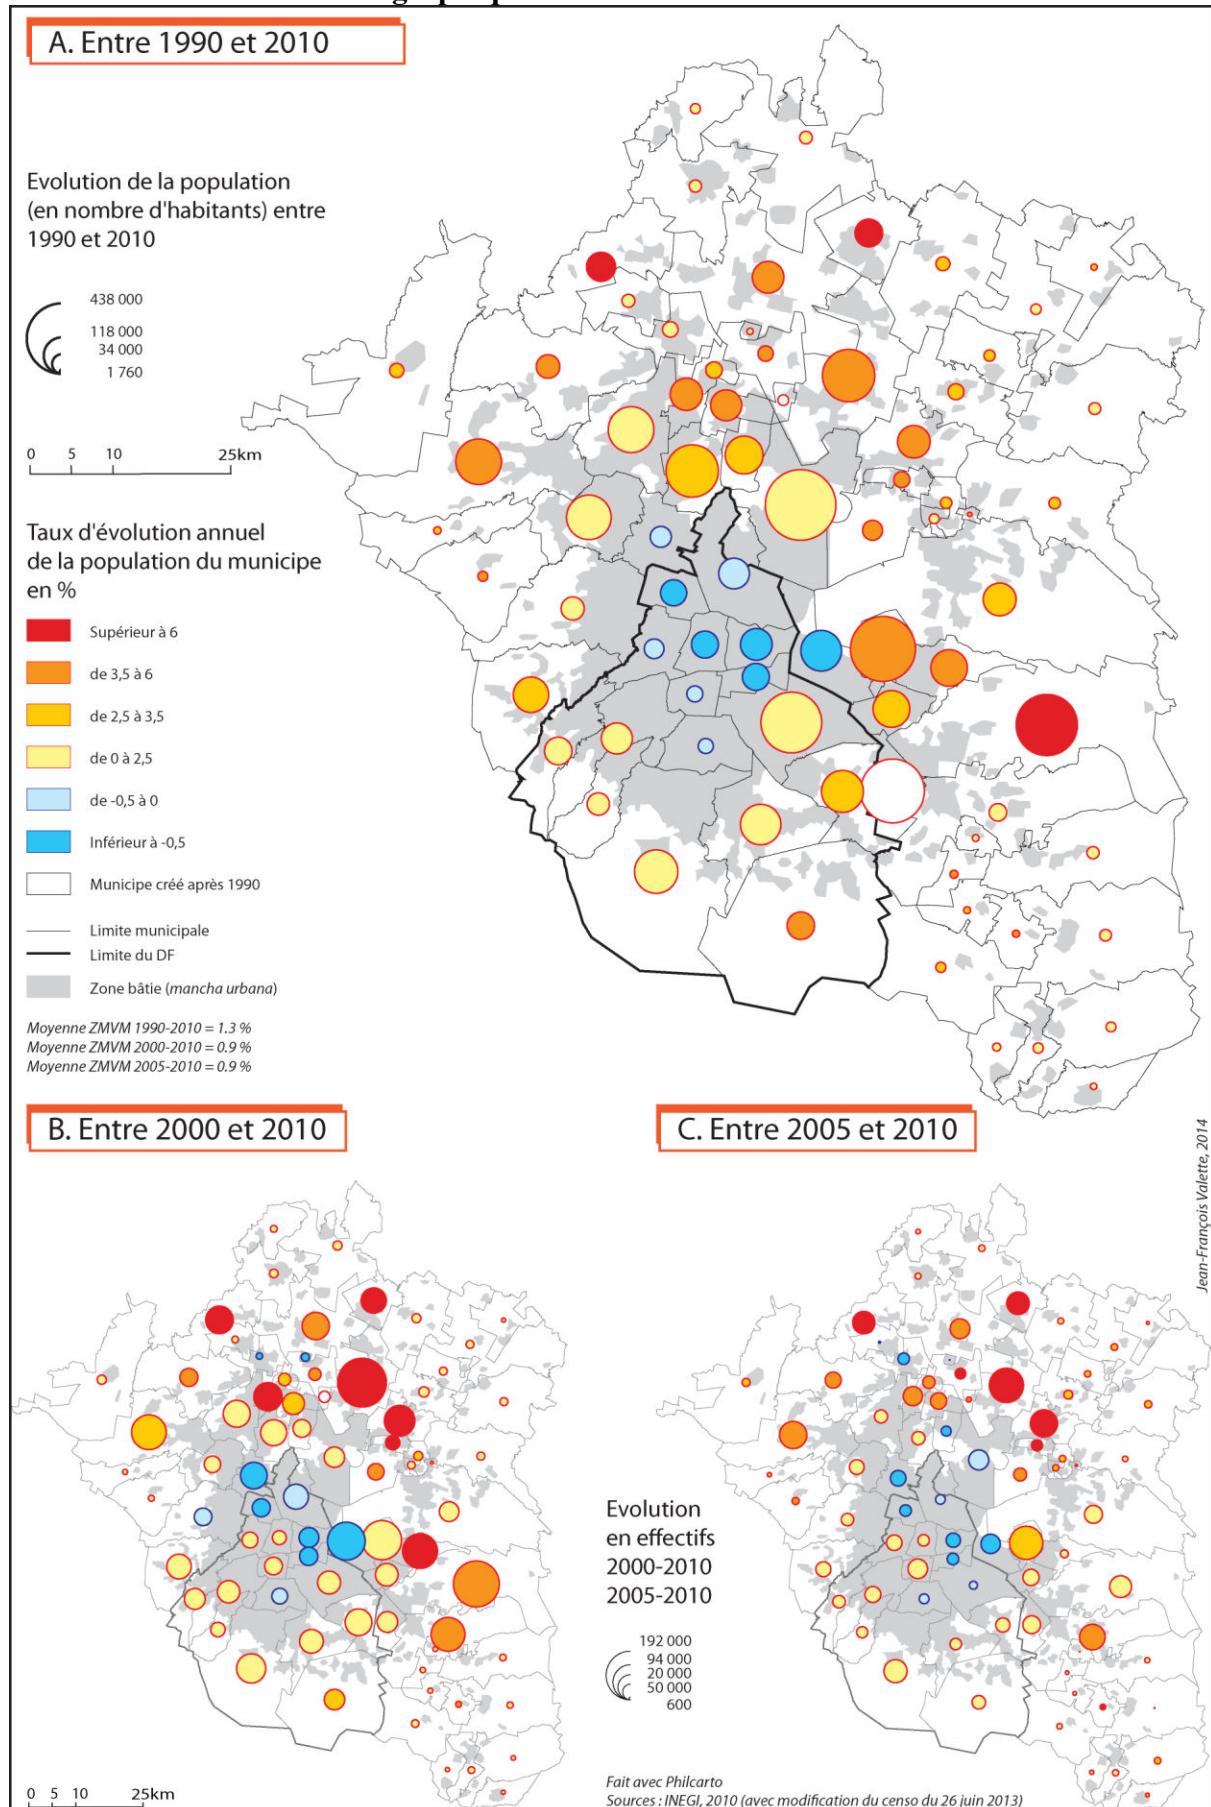 A. Entre 1990 et 2010
Evolution de la population
(en nombre d'habitants) entre
1990 et 2010
438 000
118 000
34 000
1 760
0 5 10 25km
Taux d'évolution annuel
de la population du municipe
en %
Supérieur à 6
de 3,5 à 6
de 2,5 à 3,5
de 0 à 2,5
de -0,5 à 0
Inférieur à -0,5
Municipe créé après 1990
Limite municipale
Limite du DF
Zone bâtie (mancha urbana)
Moyenne ZMVM 1990-2010 = 1.3 %
Moyenne ZMVM 2000-2010 = 0.9 %
Moyenne ZMVM 2005-2010 = 0.9 %
B. Entre 2000 et 2010
C. Entre 2005 et 2010
Jean-François Valette, 2014
Evolution
en effectifs
2000-2010
2005-2010
192 000
94 000
20 000
50 000
600
0 5 10 25km
Fait avec Philcarto
Sources : INEGI, 2010 (avec modification du censo du 26 juin 2013)